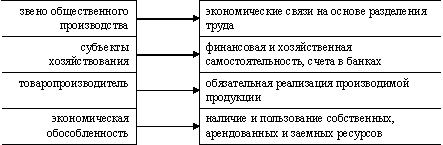 звено общественного
производства
экономические связи на основе разделения
труда
субъекты
хозяйствования
финансовая и хозяйственная
самостоятельность, счета в банках
товаропроизводитель
обязательная реализация производимой
продукции
экономическая
обособленность
наличие и пользование собственных,
арендованных и заемных ресурсов